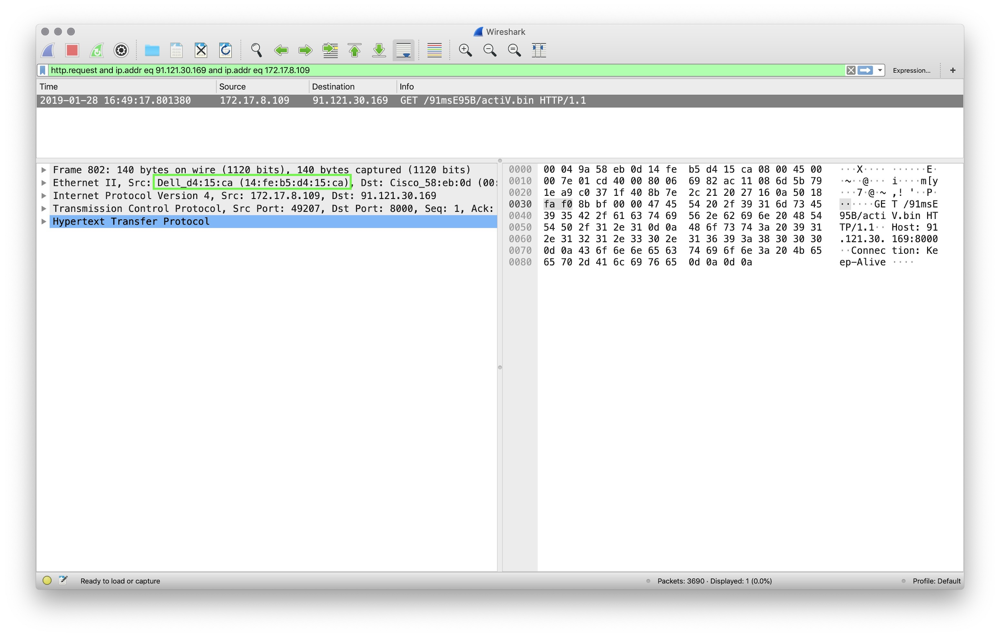 Wireshark
http.request and ip.addr eq 91.121.30.169 and ip.addr eq 172.17.8.109 Expression... +
Time Source Destination Info
2019-01-28 16:49:17.801380 172.17.8.109 91.121.30.169 GET /91msE95B/actiV.bin HTTP/1.1
Frame 802: 140 bytes on wire (1120 bits), 140 bytes captured (1120 bits)
Ethernet II, Src: Dell_d4:15:ca (14:fe:b5:d4:15:ca), Dst: Cisco_58:eb:0d (00:
Internet Protocol Version 4, Src: 172.17.8.109, Dst: 91.121.30.169
Transmission Control Protocol, Src Port: 49207, Dst Port: 8000, Seq: 1, Ack:
Hypertext Transfer Protocol
0000 00 04 9a 58 eb 0d 14 fe b5 d4 15 ca 08 00 45 00 ···X···· ······E·
0010 00 7e 01 cd 40 00 80 06 69 82 ac 11 08 6d 5b 79 ·~··@··· i····m[y
0020 1e a9 c0 37 1f 40 8b 7e 2c 21 20 27 16 0a 50 18 ···7·@·~ ,! '··P·
0030 fa f0 8b bf 00 00 47 45 54 20 2f 39 31 6d 73 45 ······GE T /91msE
0040 39 35 42 2f 61 63 74 69 56 2e 62 69 6e 20 48 54 95B/acti V.bin HT
0050 54 50 2f 31 2e 31 0d 0a 48 6f 73 74 3a 20 39 31 TP/1.1·· Host: 91
0060 2e 31 32 31 2e 33 30 2e 31 36 39 3a 38 30 30 30 .121.30. 169:8000
0070 0d 0a 43 6f 6e 6e 65 63 74 69 6f 6e 3a 20 4b 65 ··Connec tion: Ke
0080 65 70 2d 41 6c 69 76 65 0d 0a 0d 0a ep-Alive ····
Ready to load or capture Packets: 3690 · Displayed: 1 (0.0%) Profile: Default